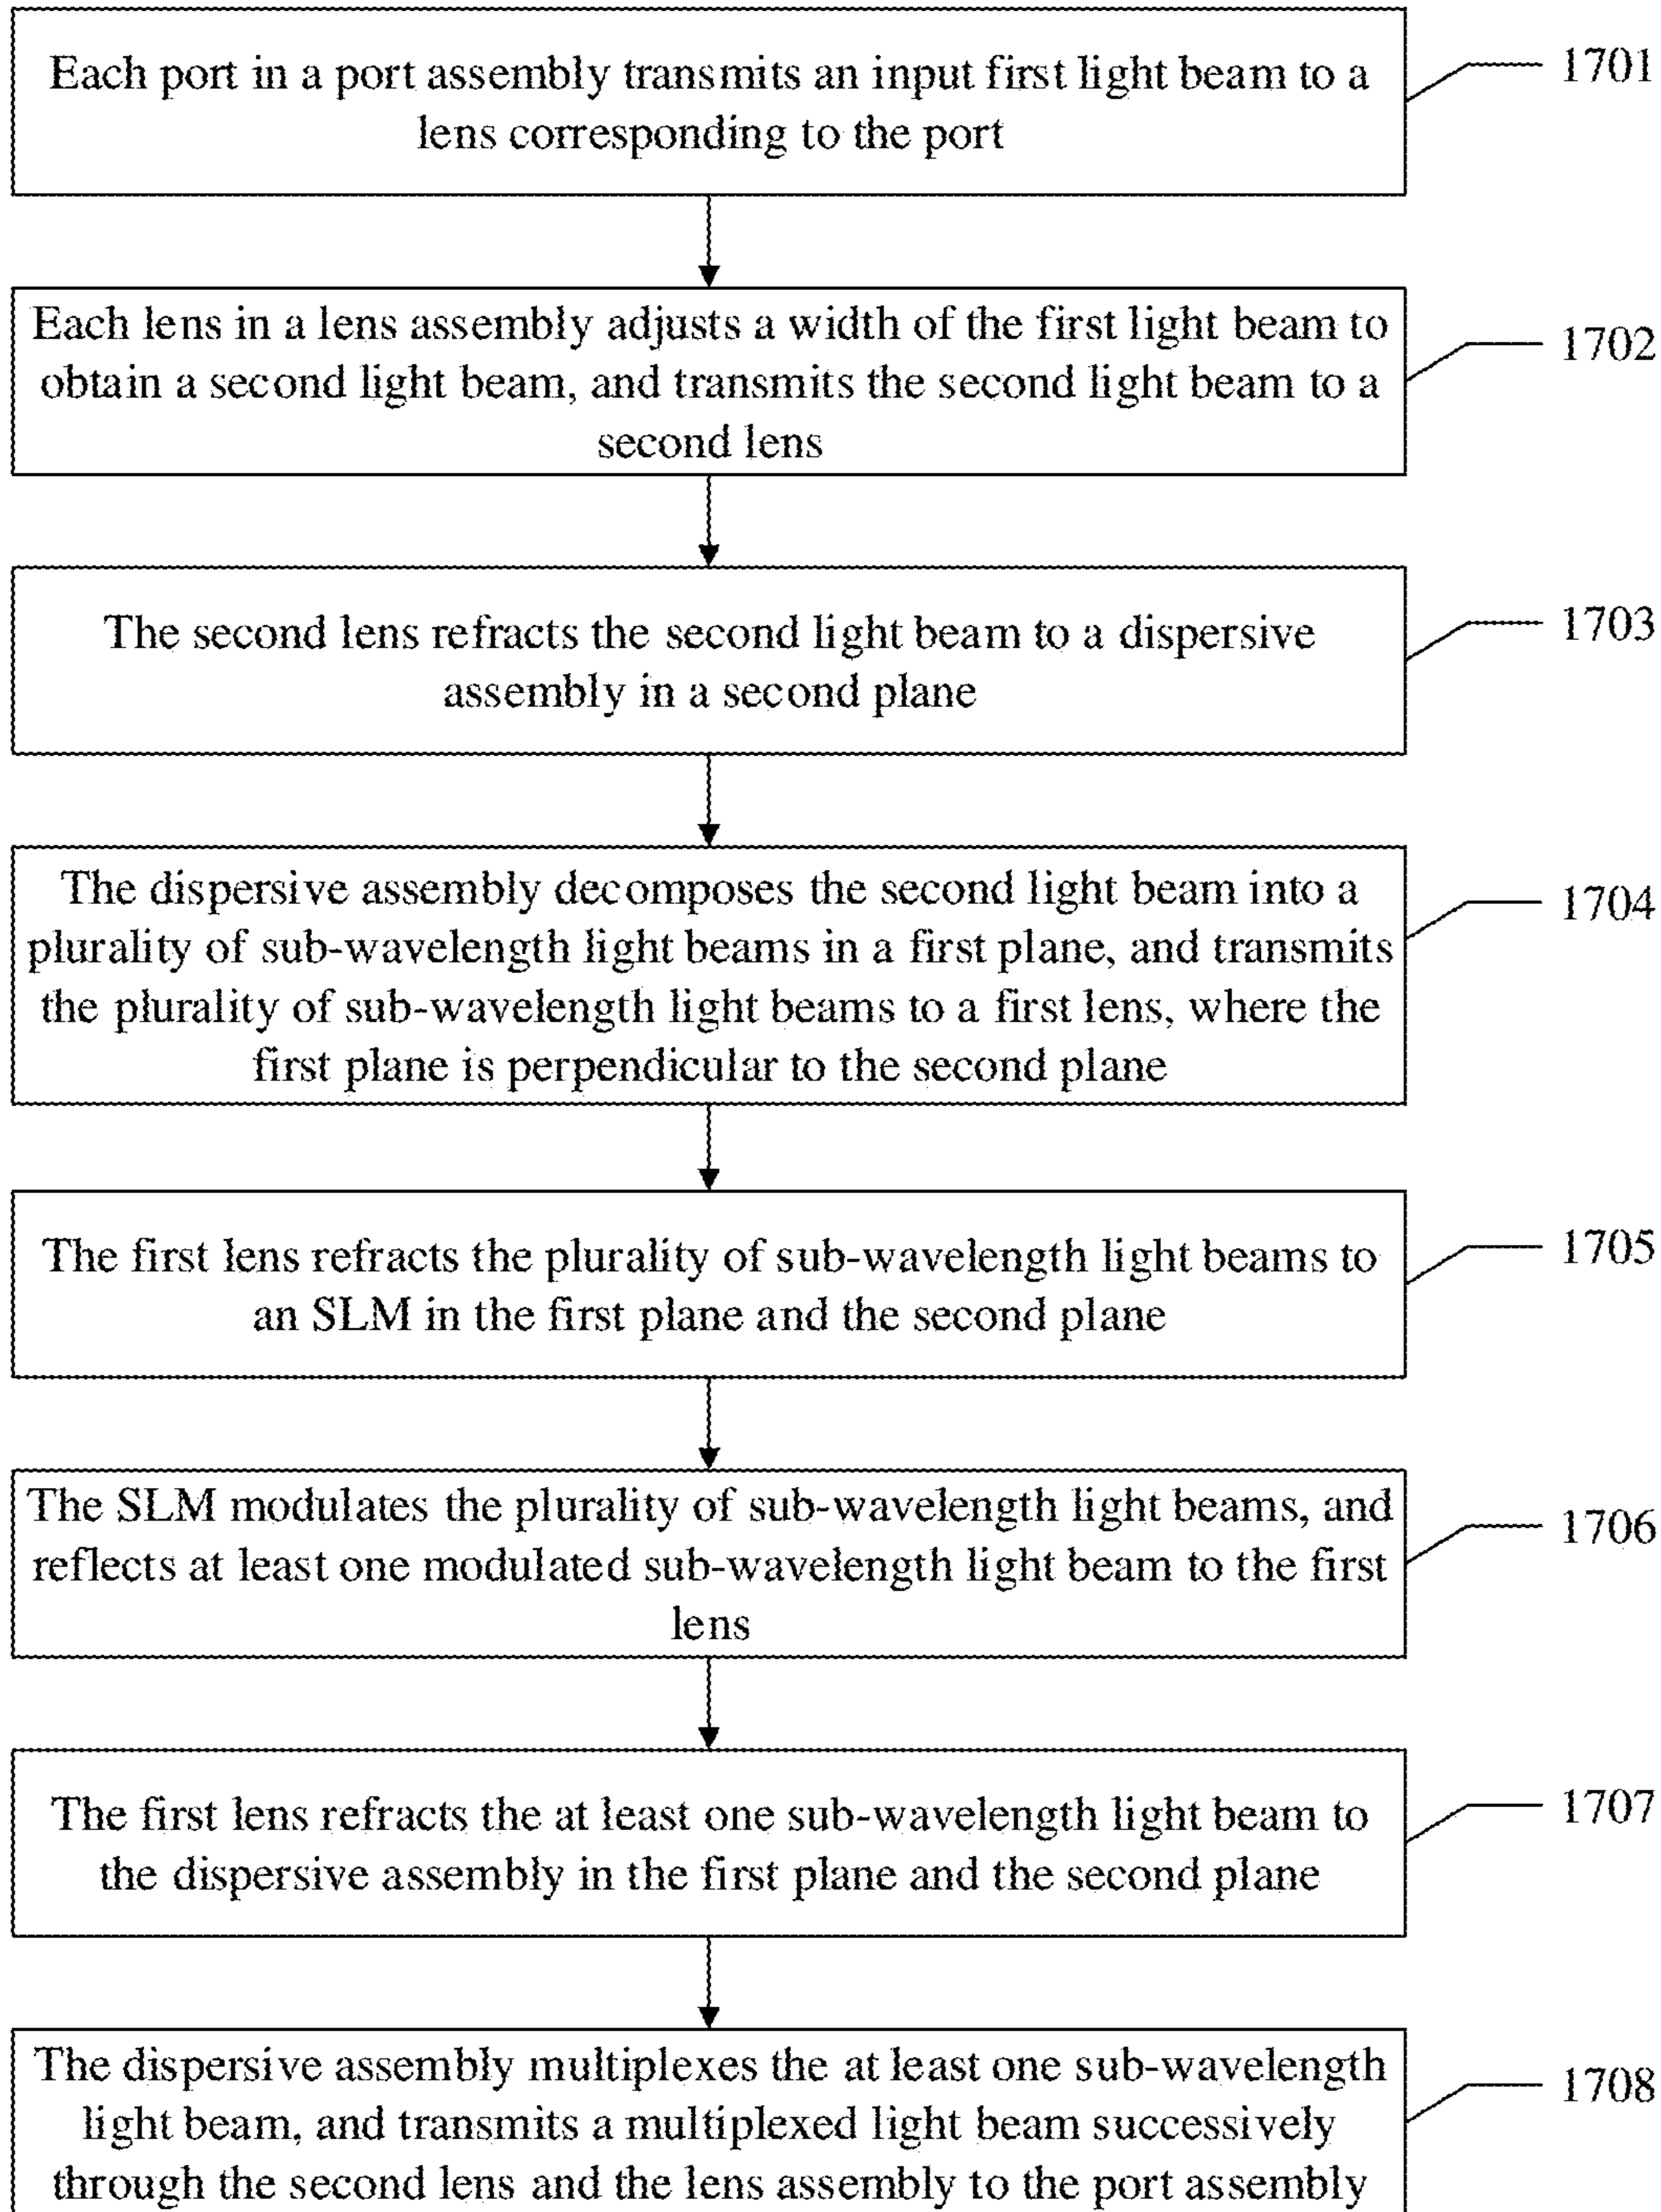 Each port in a port assembly transmits an input first light beam to a
lens corresponding to the port
1701
Each lens in a lens assembly adjusts a width of the first light beam to
obtain a second light beam, and transmits the second light beam to a
second lens
1702
The second lens refracts the second light beam to a dispersive
assembly in a second plane
1703
The dispersive assembly decomposes the second light beam into a
plurality of sub-wavelength light beams in a first plane, and transmits
the plurality of sub-wavelength light beams to a first lens, where the
first plane is perpendicular to the second plane
1704
The first lens refracts the plurality of sub-wavelength light beams to
an SLM in the first plane and the second plane
1705
The SLM modulates the plurality of sub-wavelength light beams, and
reflects at least one modulated sub-wavelength light beam to the first
lens
1706
The first lens refracts the at least one sub-wavelength light beam to
the dispersive assembly in the first plane and the second plane
1707
The dispersive assembly multiplexes the at least one sub-wavelength
light beam, and transmits a multiplexed light beam successively
through the second lens and the lens assembly to the port assembly
1708